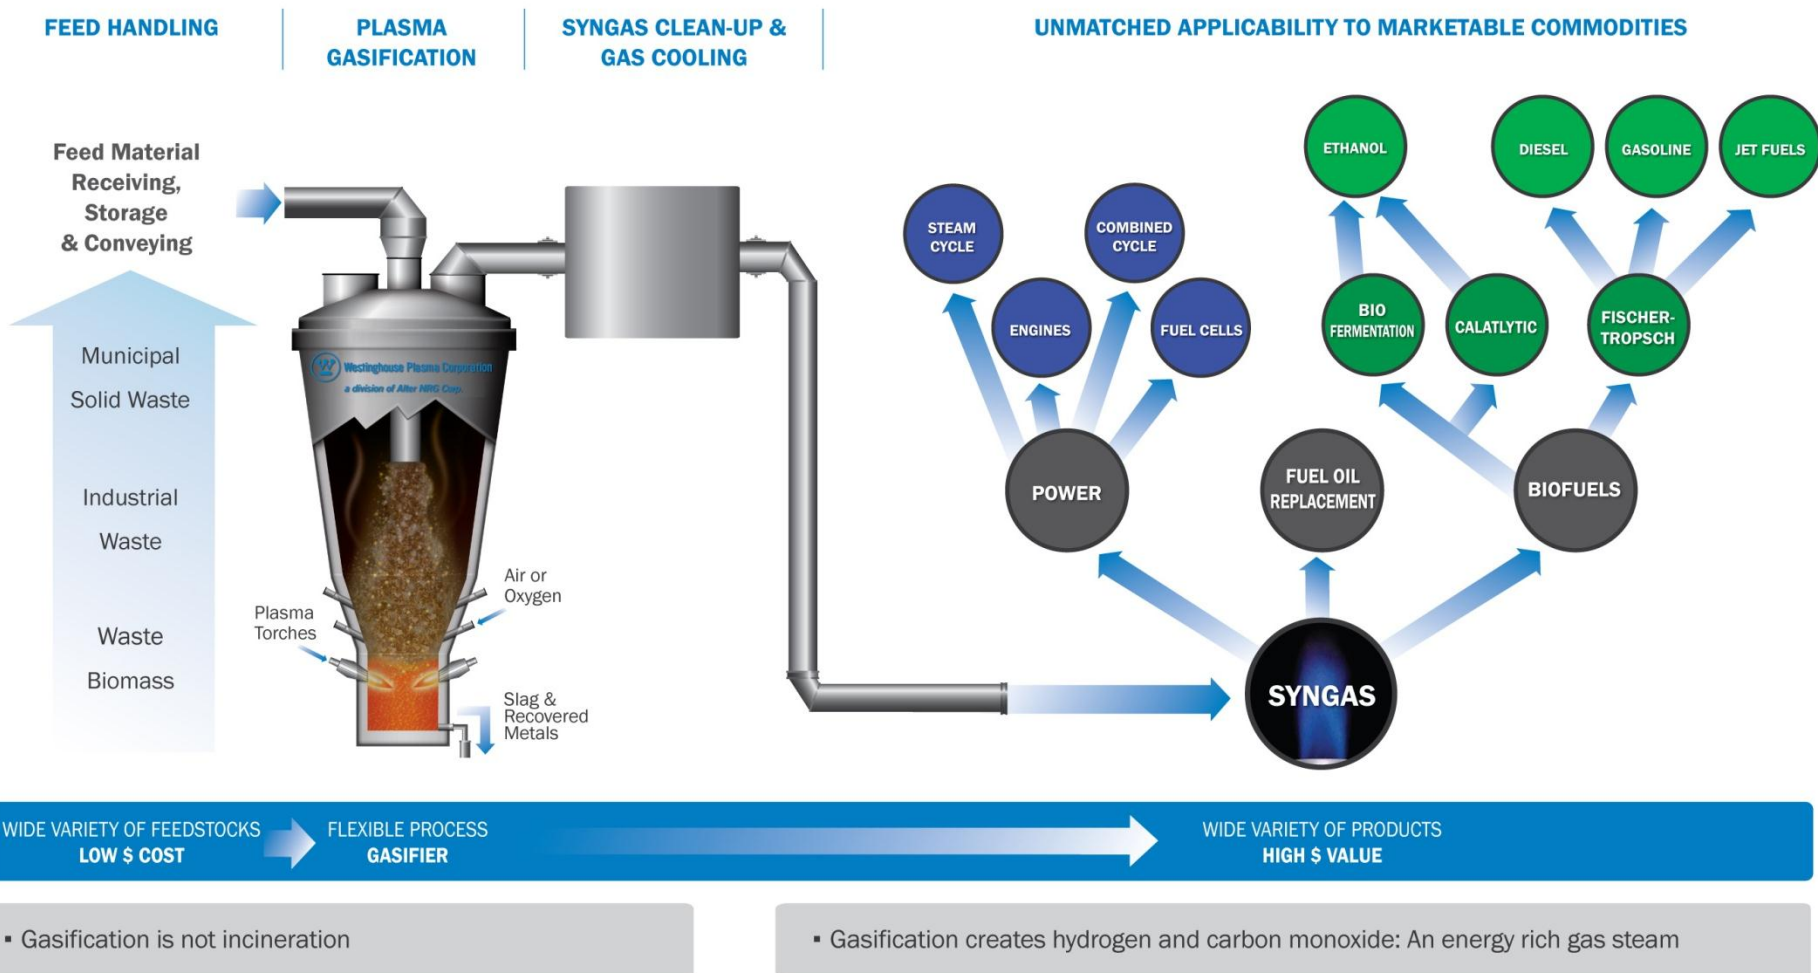 FEED HANDLING
PLASMA
GASIFICATION
SYNGAS CLEAN-UP &
GAS COOLING
UNMATCHED APPLICABILITY TO MARKETABLE COMMODITIES
Feed Material
Receiving,
Storage
& Conveying
Municipal
Solid Waste
Industrial
Waste
Waste
Biomass
W
Westinghouse Plasma Corporation
a division of Alter NRG Corp.
Plasma
Torches
Air or
Oxygen
Slag &
Recovered
Metals
STEAM
CYCLE
ENGINES
COMBINED
CYCLE
FUEL CELLS
POWER
ETHANOL
DIESEL
GASOLINE
JET FUELS
BIO
FERMENTATION
CALATLYTIC
FISCHER-
TROPSCH
FUEL OIL
REPLACEMENT
BIOFUELS
SYNGAS
WIDE VARIETY OF FEEDSTOCKS
LOW $ COST
FLEXIBLE PROCESS
GASIFIER
WIDE VARIETY OF PRODUCTS
HIGH $ VALUE
▪ Gasification is not incineration
▪ Gasification creates hydrogen and carbon monoxide: An energy rich gas steam